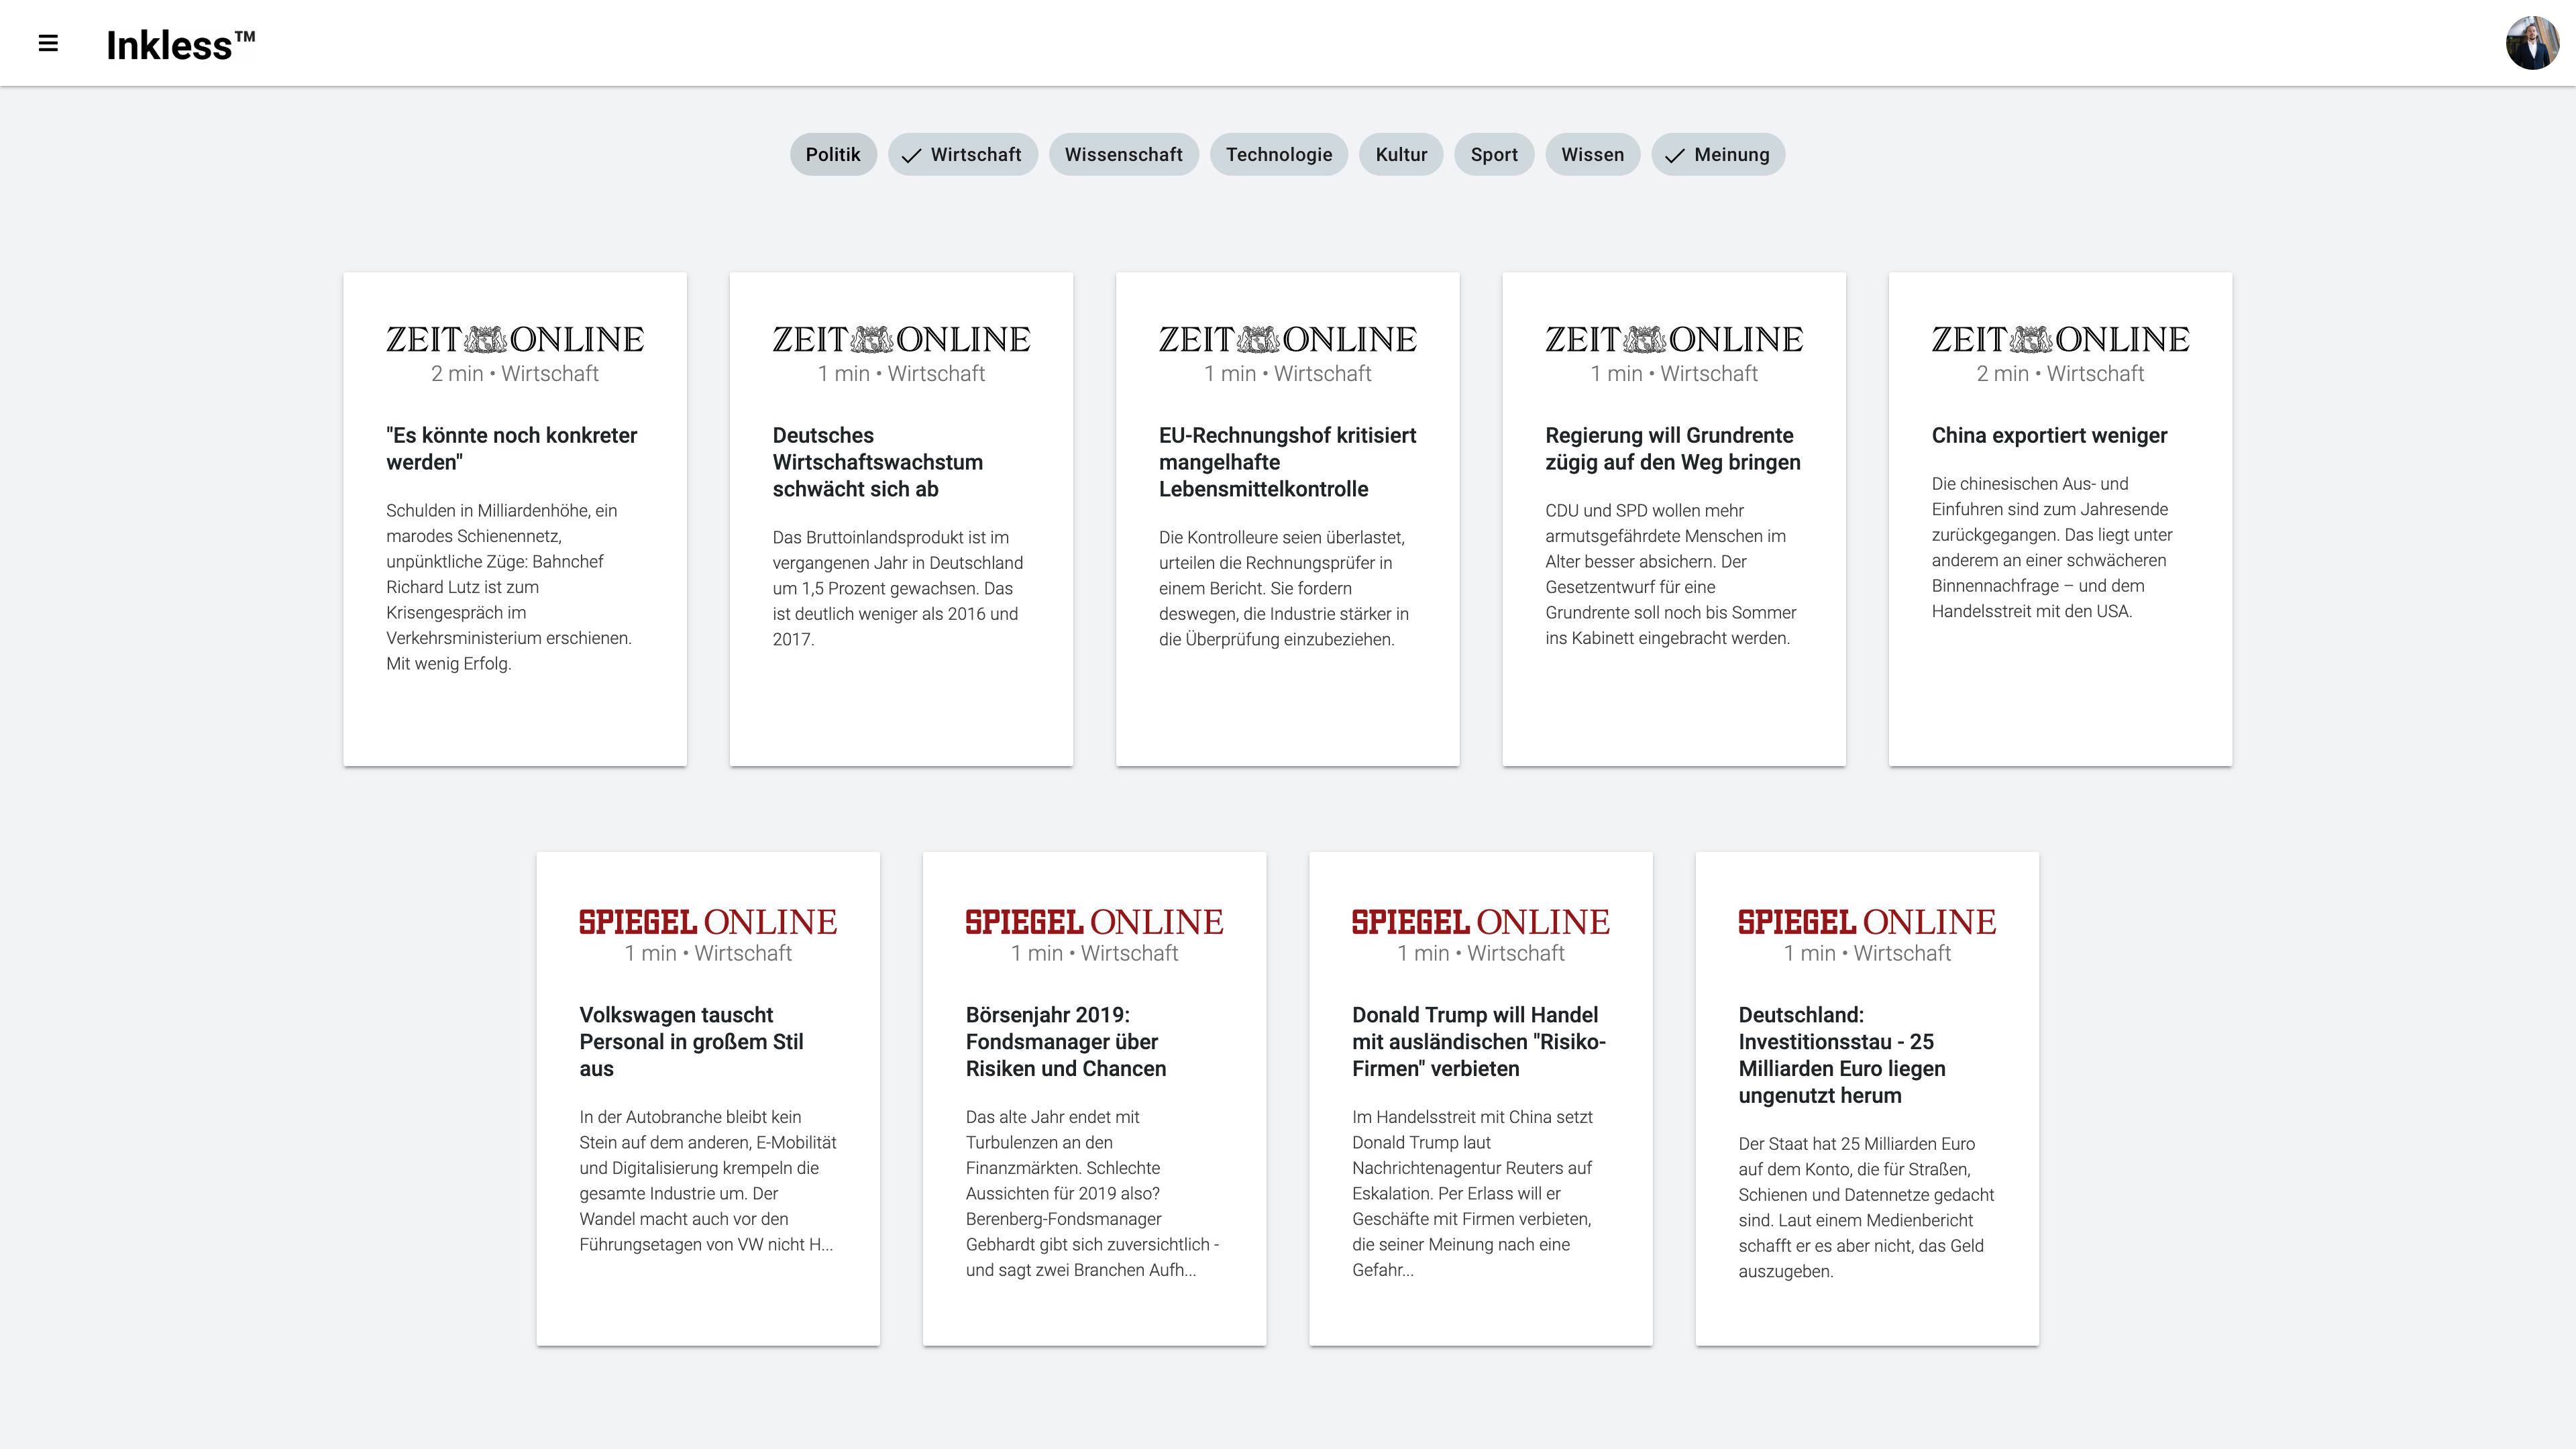 Inkless™
Politik
Wirtschaft
Wissenschaft
Technologie
Kultur
Sport
Wissen
Meinung
ZEIT ONLINE
2 min • Wirtschaft
"Es könnte noch konkreter
werden"
Schulden in Milliardenhöhe, ein
marodes Schienennetz,
unpünktliche Züge: Bahnchef
Richard Lutz ist zum
Krisengespräch im
Verkehrsministerium erschienen.
Mit wenig Erfolg.
ZEIT ONLINE
1 min • Wirtschaft
Deutsches
Wirtschaftswachstum
schwächt sich ab
Das Bruttoinlandsprodukt ist im
vergangenen Jahr in Deutschland
um 1,5 Prozent gewachsen. Das
ist deutlich weniger als 2016 und
2017.
ZEIT ONLINE
1 min • Wirtschaft
EU-Rechnungshof kritisiert
mangelhafte
Lebensmittelkontrolle
Die Kontrolleure seien überlastet,
urteilen die Rechnungsprüfer in
einem Bericht. Sie fordern
deswegen, die Industrie stärker in
die Überprüfung einzubeziehen.
ZEIT ONLINE
1 min • Wirtschaft
Regierung will Grundrente
zügig auf den Weg bringen
CDU und SPD wollen mehr
armutsgefährdete Menschen im
Alter besser absichern. Der
Gesetzentwurf für eine
Grundrente soll noch bis Sommer
ins Kabinett eingebracht werden.
ZEIT ONLINE
2 min • Wirtschaft
China exportiert weniger
Die chinesischen Aus- und
Einfuhren sind zum Jahresende
zurückgegangen. Das liegt unter
anderem an einer schwächeren
Binnennachfrage – und dem
Handelsstreit mit den USA.
SPIEGEL ONLINE
1 min • Wirtschaft
Volkswagen tauscht
Personal in großem Stil
aus
In der Autobranche bleibt kein
Stein auf dem anderen, E-Mobilität
und Digitalisierung krempeln die
gesamte Industrie um. Der
Wandel macht auch vor den
Führungsetagen von VW nicht H...
SPIEGEL ONLINE
1 min • Wirtschaft
Börsenjahr 2019:
Fondsmanager über
Risiken und Chancen
Das alte Jahr endet mit
Turbulenzen an den
Finanzmärkten. Schlechte
Aussichten für 2019 also?
Berenberg-Fondsmanager
Gebhardt gibt sich zuversichtlich -
und sagt zwei Branchen Aufh...
SPIEGEL ONLINE
1 min • Wirtschaft
Donald Trump will Handel
mit ausländischen "Risiko-
Firmen" verbieten
Im Handelsstreit mit China setzt
Donald Trump laut
Nachrichtenagentur Reuters auf
Eskalation. Per Erlass will er
Geschäfte mit Firmen verbieten,
die seiner Meinung nach eine
Gefahr...
SPIEGEL ONLINE
1 min • Wirtschaft
Deutschland:
Investitionsstau - 25
Milliarden Euro liegen
ungenutzt herum
Der Staat hat 25 Milliarden Euro
auf dem Konto, die für Straßen,
Schienen und Datennetze gedacht
sind. Laut einem Medienbericht
schafft er es aber nicht, das Geld
auszugeben.